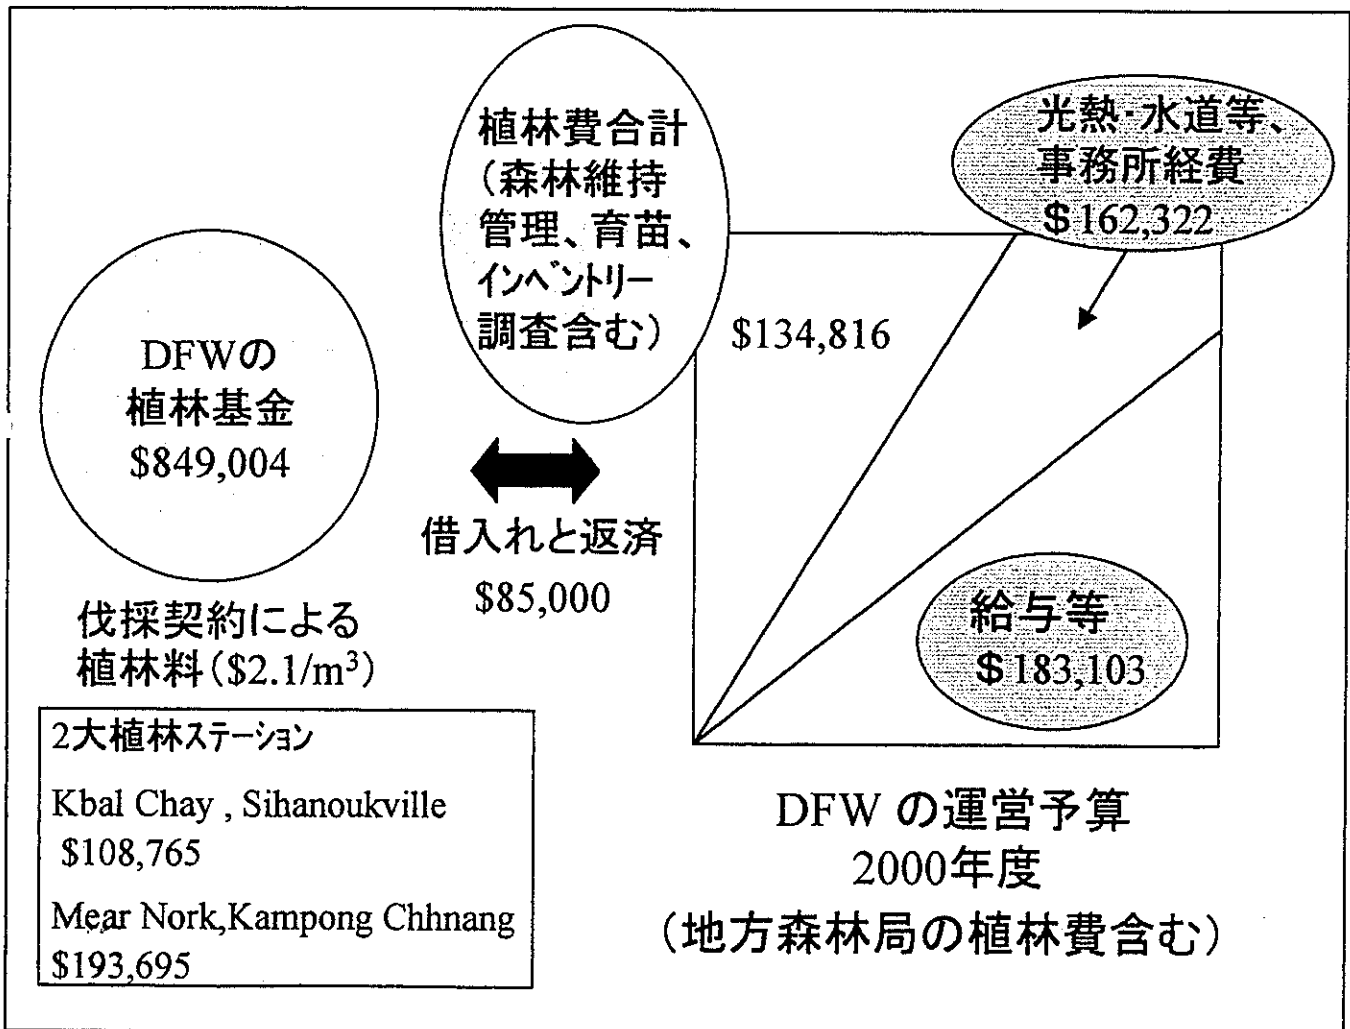 植林費合計
（森林維持
管理、育苗、
インベントリー
調査含む）
光熱・水道等、
事務所経費
＄162,322
DFWの
植林基金
$849,004
$134,816
借入れと返済
$85,000
給与等
＄183,103
伐採契約による
植林料（$2.1/m³）
2大植林ステーション
Kbal Chay , Sihanoukville
$108,765
Mear Nork,Kampong Chhnang
$193,695
DFW の運営予算
2000年度
（地方森林局の植林費含む）